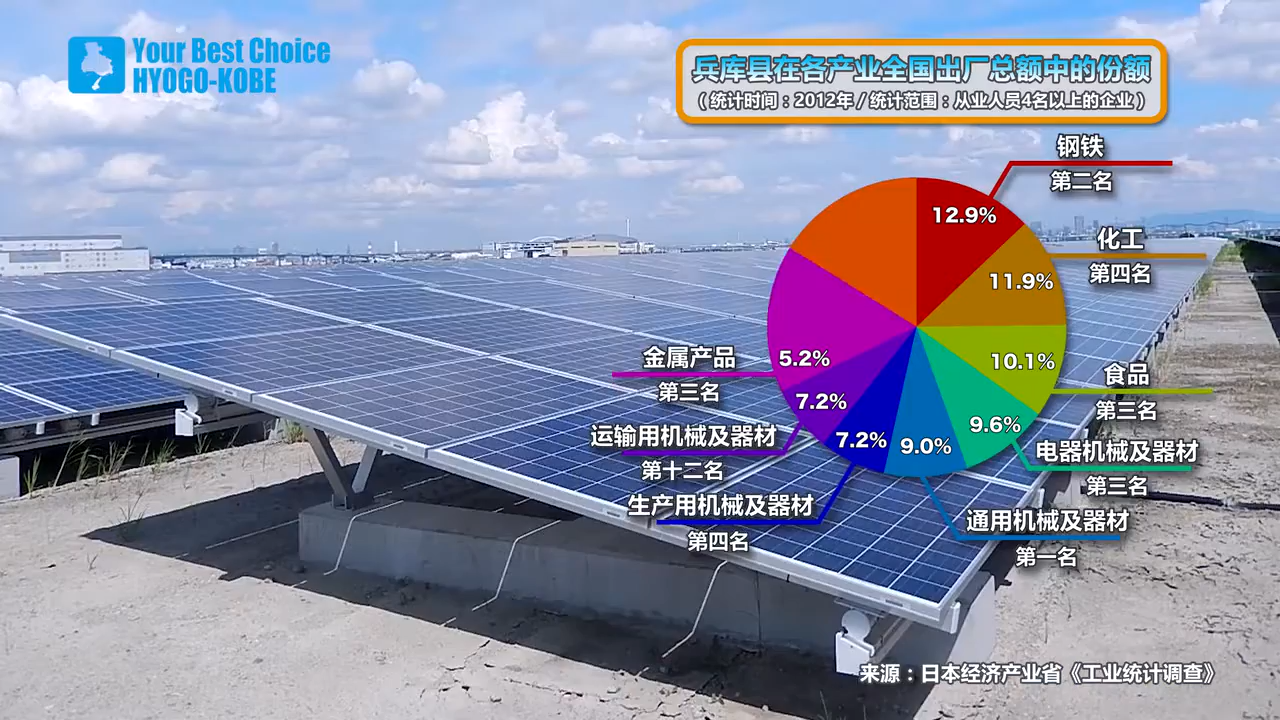 Your Best Choice
HYOGO-KOBE
兵库县在各产业全国出厂总额中的份额
（统计时间：2012年 / 统计范围：从业人员4名以上的企业）
钢铁
第二名
12.9%
化工
第四名
11.9%
食品
第三名
10.1%
电器机械及器材
第三名
9.6%
通用机械及器材
第一名
9.0%
生产用机械及器材
第四名
7.2%
运输用机械及器材
第十二名
7.2%
金属产品
第三名
5.2%
来源：日本经济产业省《工业统计调查》